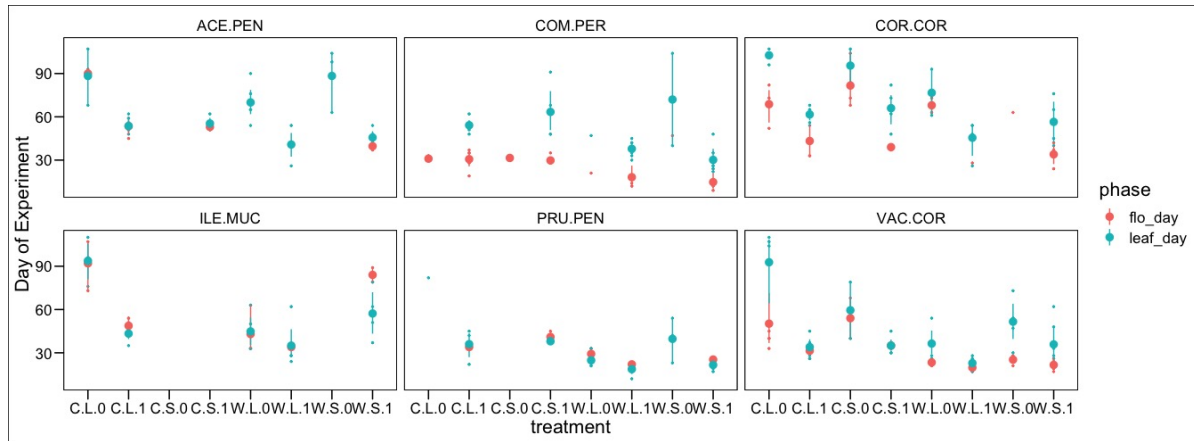 ACE.PEN COM.PER COR.COR
90
60
30
ILE.MUC PRU.PEN VAC.COR
90
60
30
Day of Experiment
C.L.0 C.L.1 C.S.0 C.S.1 W.L.0 W.L.1 W.S.0 W.S.1 C.L.0 C.L.1 C.S.0 C.S.1 W.L.0 W.L.1 W.S.0 W.S.1 C.L.0 C.L.1 C.S.0 C.S.1 W.L.0 W.L.1 W.S.0 W.S.1
treatment
phase
flo_day
leaf_day